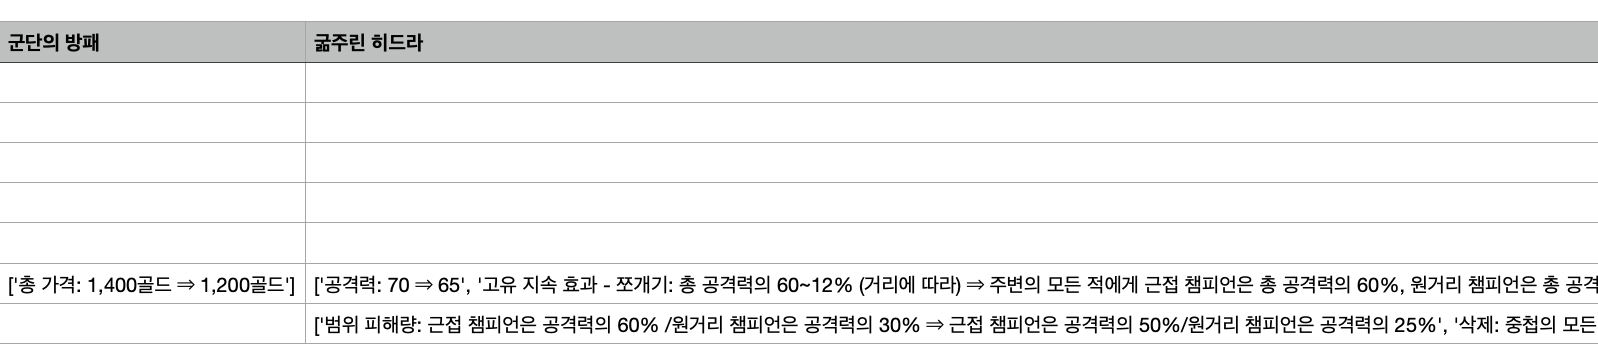 군단의 방패
굶주린 히드라
['총 가격: 1,400골드 ⇒ 1,200골드']
['공격력: 70 ⇒ 65', '고유 지속 효과 - 쪼개기: 총 공격력의 60~12% (거리에 따라) ⇒ 주변의 모든 적에게 근접 챔피언은 총 공격력의 60%, 원거리 챔피언은 총 공격
['범위 피해량: 근접 챔피언은 공격력의 60% /원거리 챔피언은 공격력의 30% ⇒ 근접 챔피언은 공격력의 50%/원거리 챔피언은 공격력의 25%', '삭제: 중첩의 모든